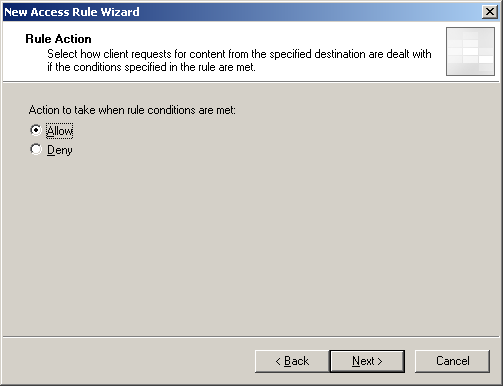 New Access Rule Wizard
Rule Action
Select how client requests for content from the specified destination are dealt with
if the conditions specified in the rule are met.
Action to take when rule conditions are met:
Allow
Deny
< Back
Next >
Cancel